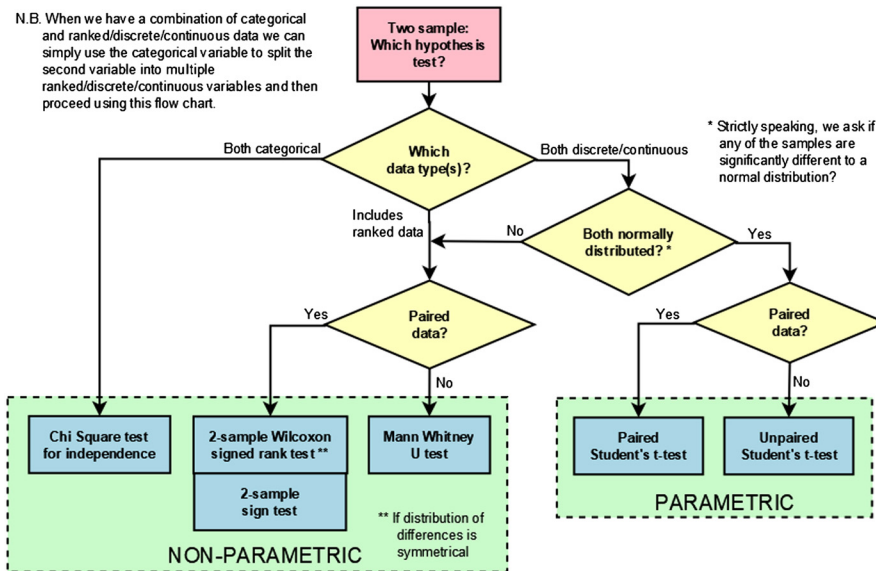 N.B. When we have a combination of categorical
and ranked/discrete/continuous data we can
simply use the categorical variable to split the
second variable into multiple
ranked/discrete/continuous variables and then
proceed using this flow chart.
Two sample:
Which hypothesis
test?
* Strictly speaking, we ask if
any of the samples are
significantly different to a
normal distribution?
Both categorical
Which
data type(s)?
Both discrete/continuous
Includes
ranked data
No
Both normally
distributed? *
Yes
Yes
Paired
data?
No
Yes
Paired
data?
No
Chi Square test
for independence
2-sample Wilcoxon
signed rank test **
2-sample
sign test
Mann Whitney
U test
** If distribution of
differences is
symmetrical
NON-PARAMETRIC
Paired
Student's t-test
Unpaired
Student's t-test
PARAMETRIC